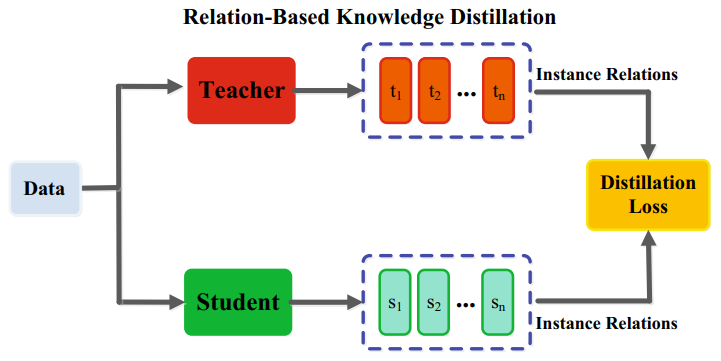 Relation-Based Knowledge Distillation
Teacher
t₁ t₂ ... tₙ
Instance Relations
Data
Distillation
Loss
Student
s₁ s₂ ... sₙ
Instance Relations